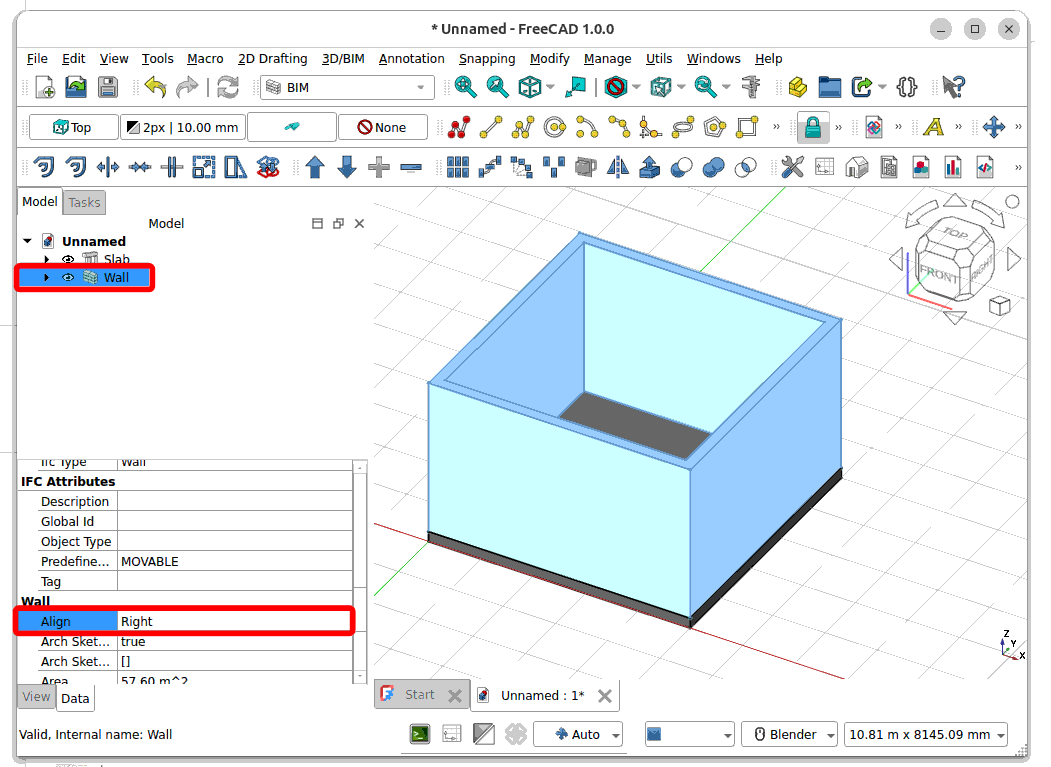 * Unnamed - FreeCAD 1.0.0
File Edit View Tools Macro 2D Drafting 3D/BIM Annotation Snapping Modify Manage Utils Windows Help
BIM
Top 2px | 10.00 mm None
Model Tasks
Model
Unnamed
Slab
Wall
TOP
FRONT
RIGHT
Ifc Type Wall
IFC Attributes
Description
Global Id
Object Type
Predefine... MOVABLE
Tag
Wall
Align Right
Arch Sket... true
Arch Sket... []
Area 57.60 m^2
Z
Y
X
View Data
Start Unnamed : 1*
Valid, Internal name: Wall
Auto Blender 10.81 m x 8145.09 mm